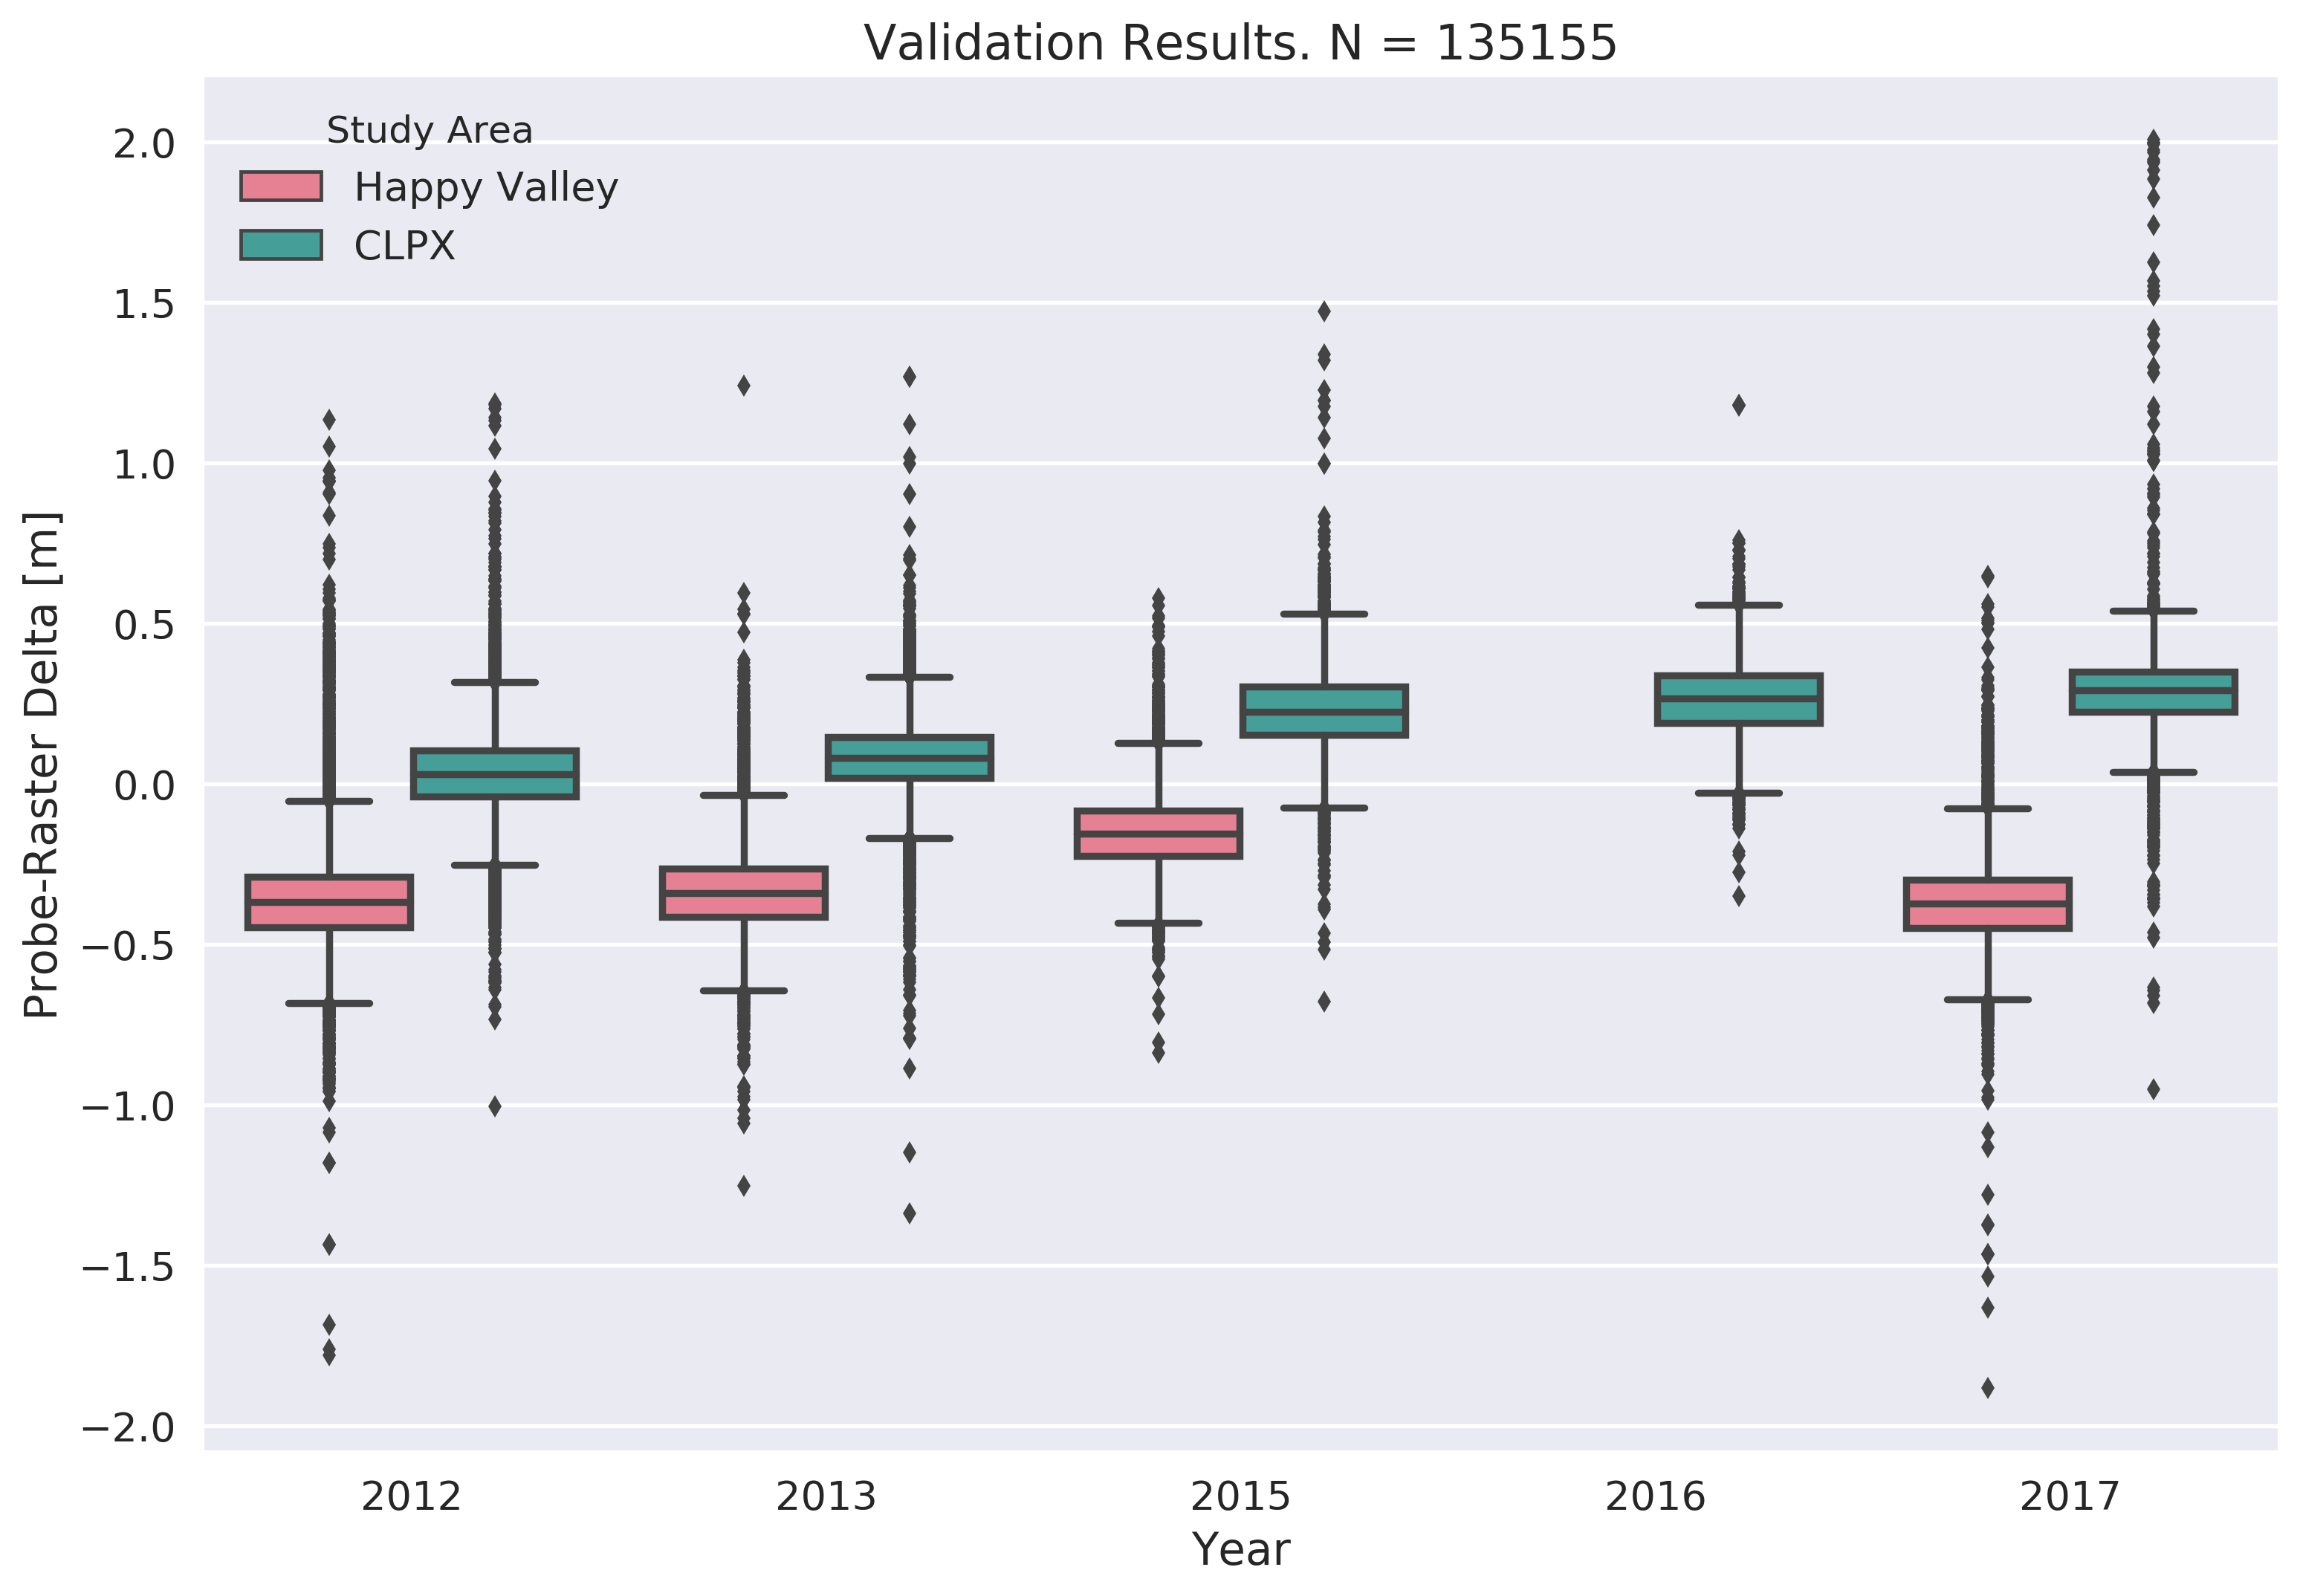 Validation Results. N = 135155
Study Area
Happy Valley
CLPX
Probe-Raster Delta [m]
2.0
1.5
1.0
0.5
0.0
−0.5
−1.0
−1.5
−2.0
2012 2013 2015 2016 2017
Year